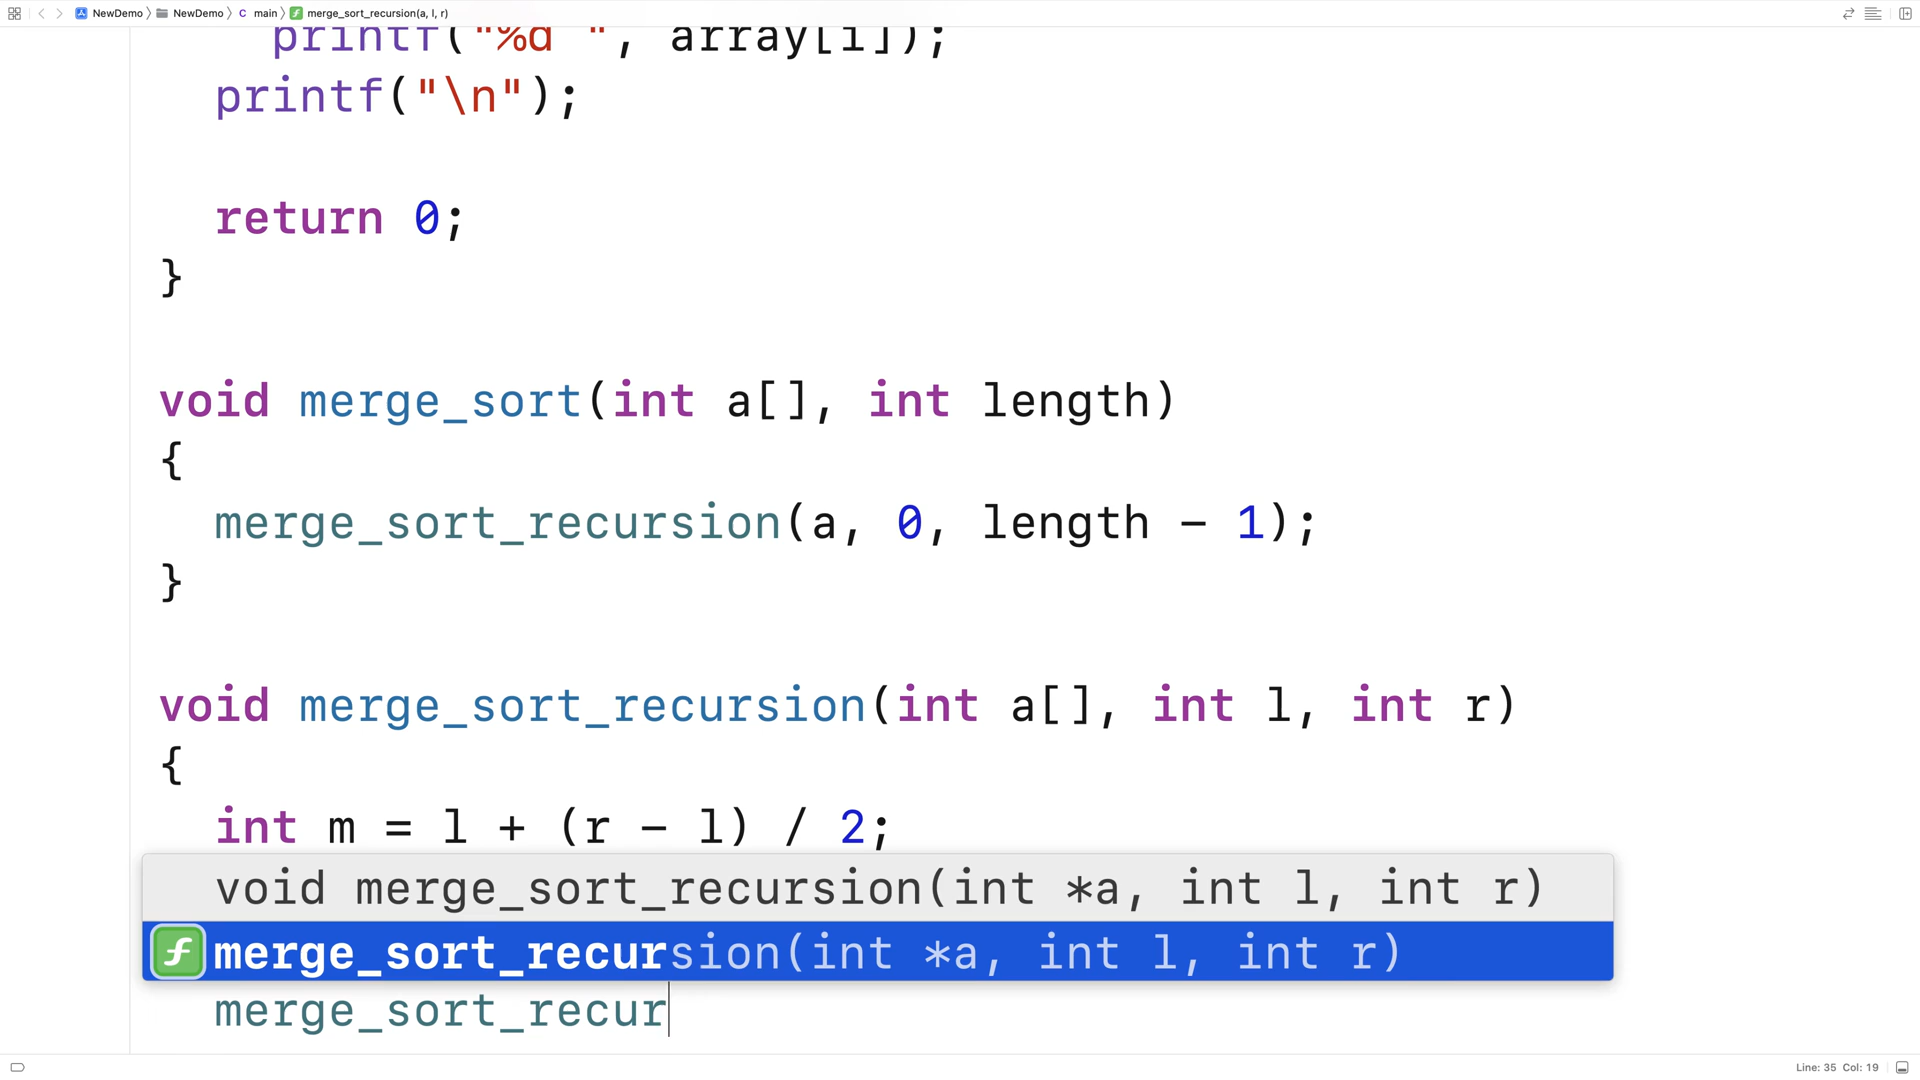 NewDemo 〉 NewDemo 〉 C main 〉 merge_sort_recursion(a, l, r)
printf("%d ", array[i]);
printf("\n");
return 0;
}
void merge_sort(int a[], int length)
{
merge_sort_recursion(a, 0, length - 1);
}
void merge_sort_recursion(int a[], int l, int r)
{
int m = l + (r - l) / 2;
void merge_sort_recursion(int *a, int l, int r)
f merge_sort_recursion(int *a, int l, int r)
merge_sort_recur
Line: 35 Col: 19